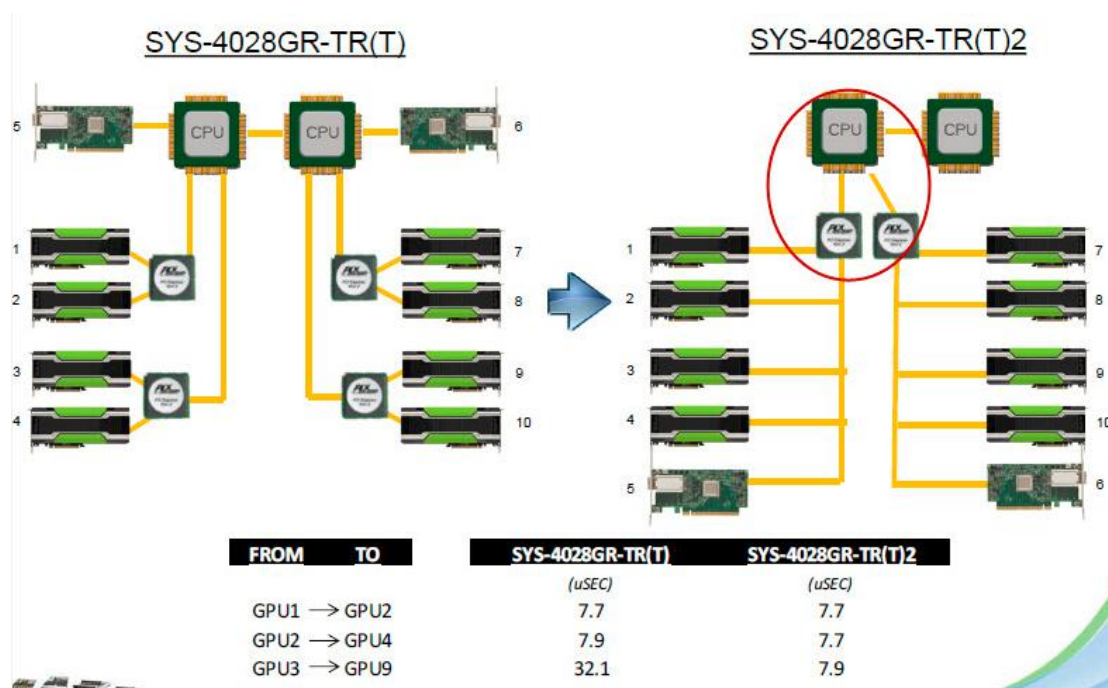 SYS-4028GR-TR(T)
SYS-4028GR-TR(T)2
5
CPU
CPU
6
CPU
CPU
1
2
3
4
7
8
9
10
1
2
3
4
5
7
8
9
10
6
FROM TO SYS-4028GR-TR(T) SYS-4028GR-TR(T)2
(uSEC) (uSEC)
GPU1 → GPU2 7.7 7.7
GPU2 → GPU4 7.9 7.7
GPU3 → GPU9 32.1 7.9